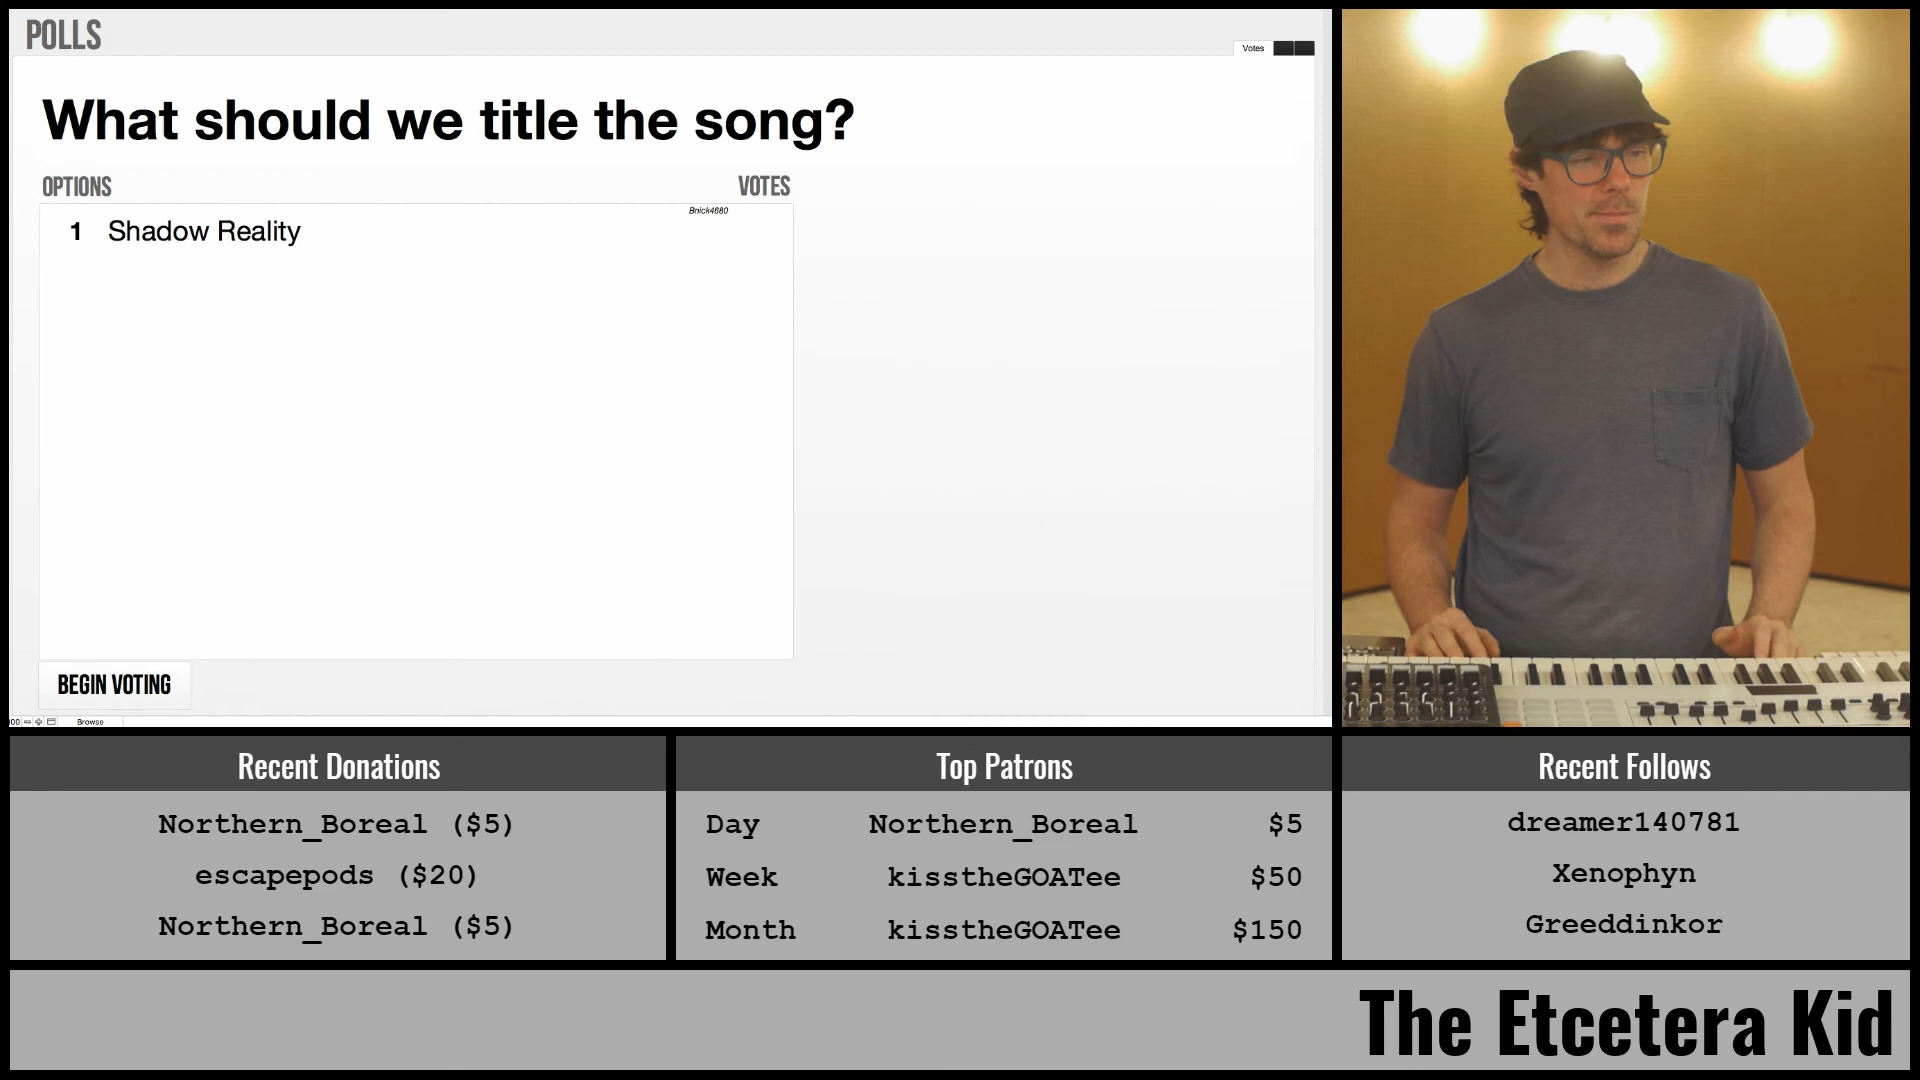 POLLS
Votes
What should we title the song?
OPTIONS VOTES
Bnick4680
1 Shadow Reality
BEGIN VOTING
Browse
Recent Donations
Northern_Boreal ($5)
escapepods ($20)
Northern_Boreal ($5)
Top Patrons
Day Northern_Boreal $5
Week kisstheGOATee $50
Month kisstheGOATee $150
Recent Follows
dreamer140781
Xenophyn
Greeddinkor
The Etcetera Kid